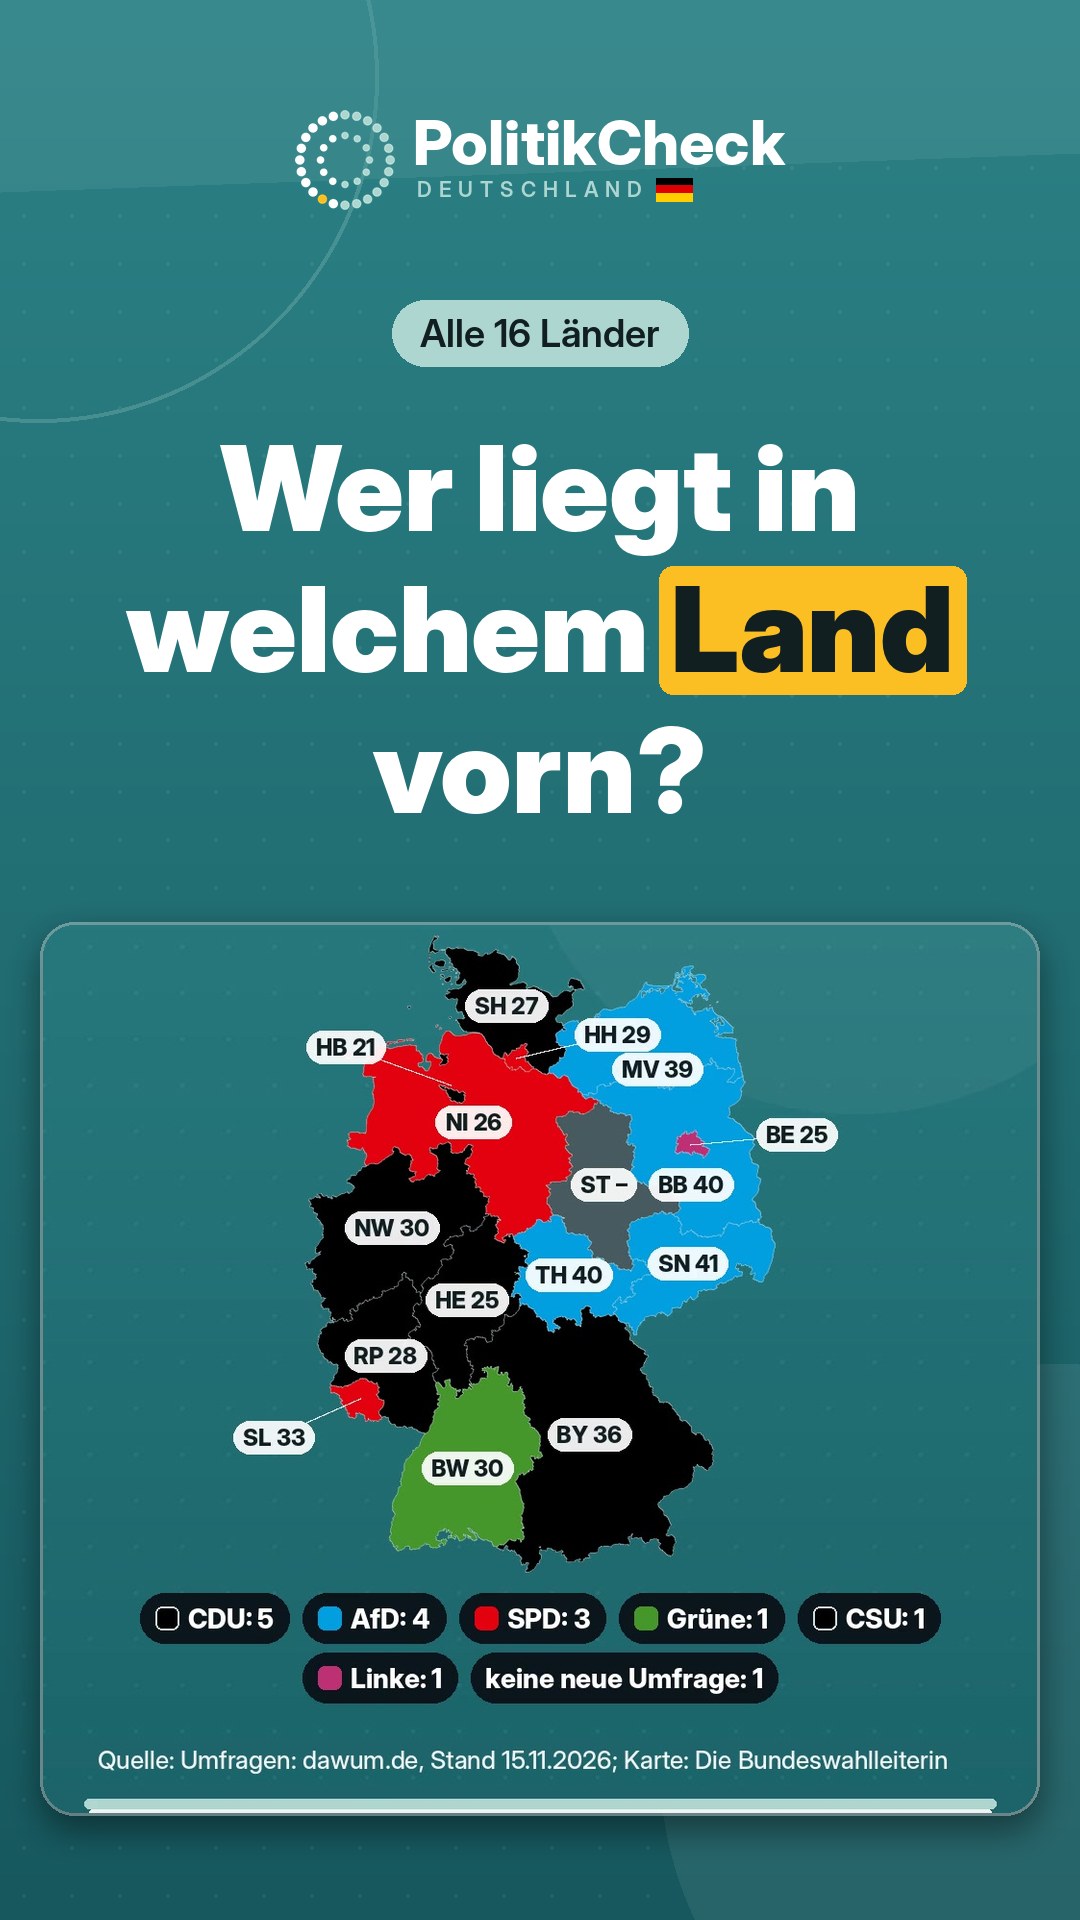 PolitikCheck
DEUTSCHLAND
Alle 16 Länder
Wer liegt in
welchem Land
vorn?
SH 27
HH 29
HB 21
MV 39
NI 26
BE 25
ST –
BB 40
NW 30
SN 41
TH 40
HE 25
RP 28
SL 33
BY 36
BW 30
CDU: 5
AfD: 4
SPD: 3
Grüne: 1
CSU: 1
Linke: 1
keine neue Umfrage: 1
Quelle: Umfragen: dawum.de, Stand 15.11.2026; Karte: Die Bundeswahlleiterin